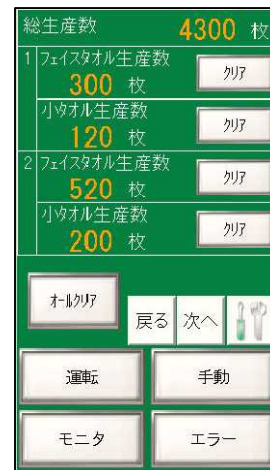 総生産数 4300 枚
1 フェイスタオル生産数
300 枚 クリア
小タオル生産数
120 枚 クリア
2 フェイスタオル生産数
520 枚 クリア
小タオル生産数
200 枚 クリア
オールクリア
戻る 次へ
運転 手動
モニタ エラー